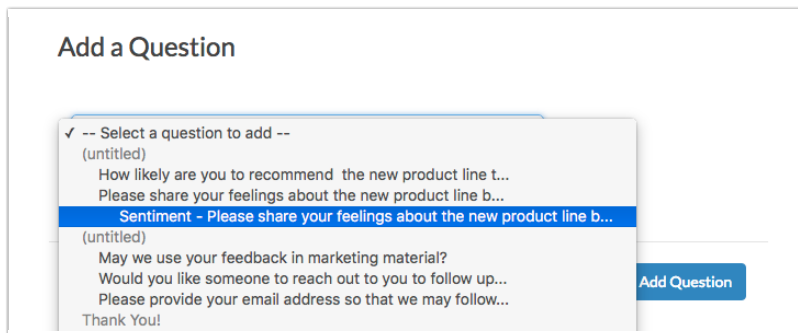 Add a Question
✓ -- Select a question to add --
(untitled)
How likely are you to recommend  the new product line t...
Please share your feelings about the new product line b...
Sentiment - Please share your feelings about the new product line b...
(untitled)
May we use your feedback in marketing material?
Would you like someone to reach out to you to follow up...
Add Question
Please provide your email address so that we may follow...
Thank You!